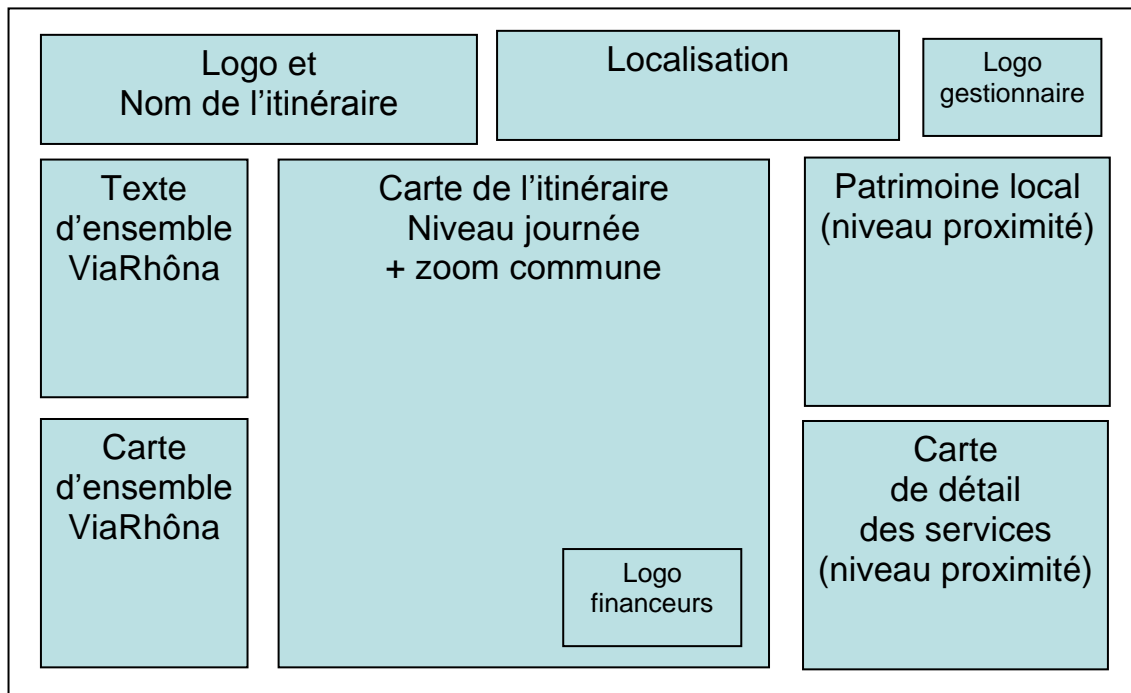 Logo et
Nom de l’itinéraire
Localisation
Logo
gestionnaire
Texte
d’ensemble
ViaRhôna
Carte de l’itinéraire
Niveau journée
+ zoom commune
Patrimoine local
(niveau proximité)
Carte
d’ensemble
ViaRhôna
Logo
financeurs
Carte
de détail
des services
(niveau proximité)